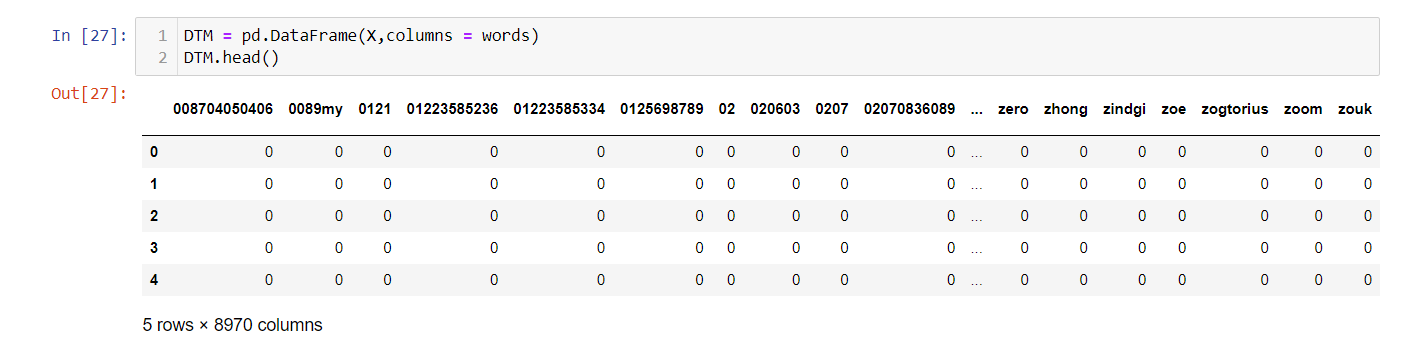 In [27]:
1 DTM = pd.DataFrame(X,columns = words)
2 DTM.head()
Out[27]:
008704050406 0089my 0121 01223585236 01223585334 0125698789 02 020603 0207 02070836089 ... zero zhong zindgi zoe zogtorius zoom zouk
0 0 0 0 0 0 0 0 0 0 0 ... 0 0 0 0 0 0 0
1 0 0 0 0 0 0 0 0 0 0 ... 0 0 0 0 0 0 0
2 0 0 0 0 0 0 0 0 0 0 ... 0 0 0 0 0 0 0
3 0 0 0 0 0 0 0 0 0 0 ... 0 0 0 0 0 0 0
4 0 0 0 0 0 0 0 0 0 0 ... 0 0 0 0 0 0 0
5 rows × 8970 columns